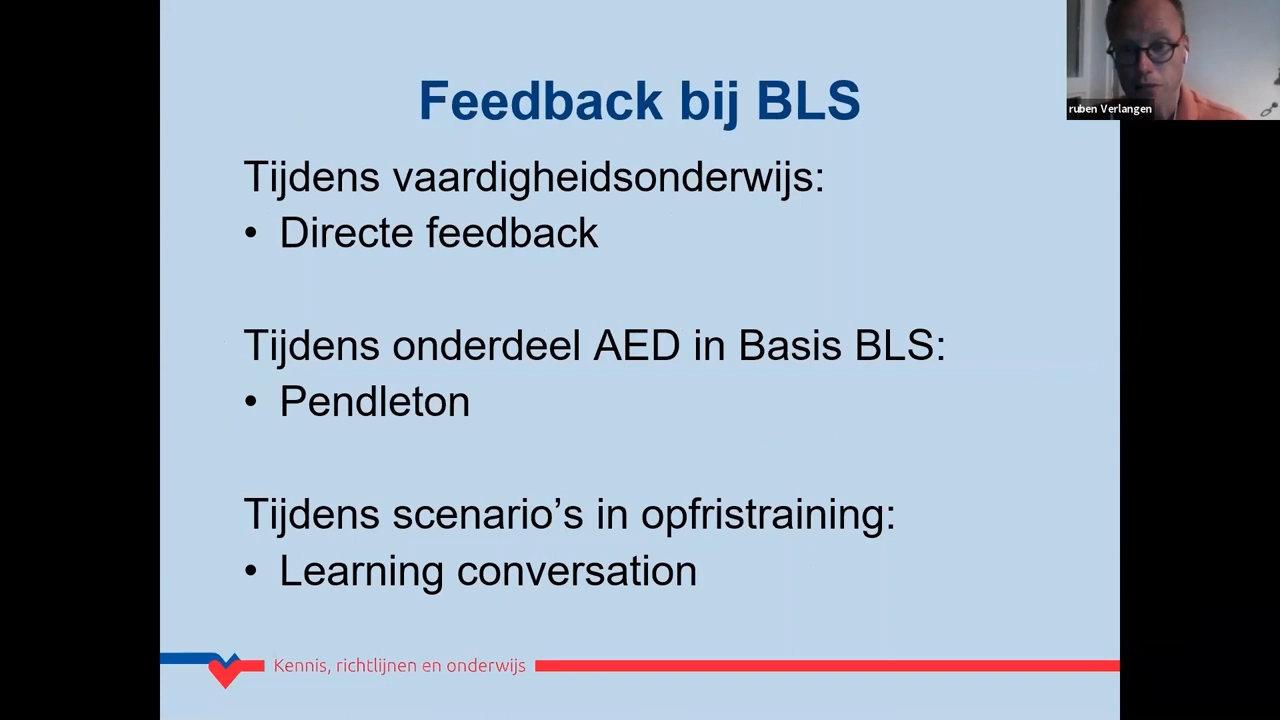 Feedback bij BLS
ruben Verlangen
Tijdens vaardigheidsonderwijs:
• Directe feedback
Tijdens onderdeel AED in Basis BLS:
• Pendleton
Tijdens scenario’s in opfristraining:
• Learning conversation
Kennis, richtlijnen en onderwijs